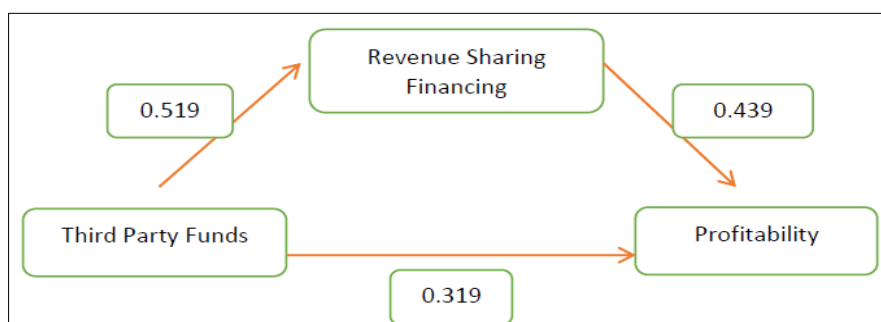 Revenue Sharing
Financing
0.519
0.439
Third Party Funds
Profitability
0.319